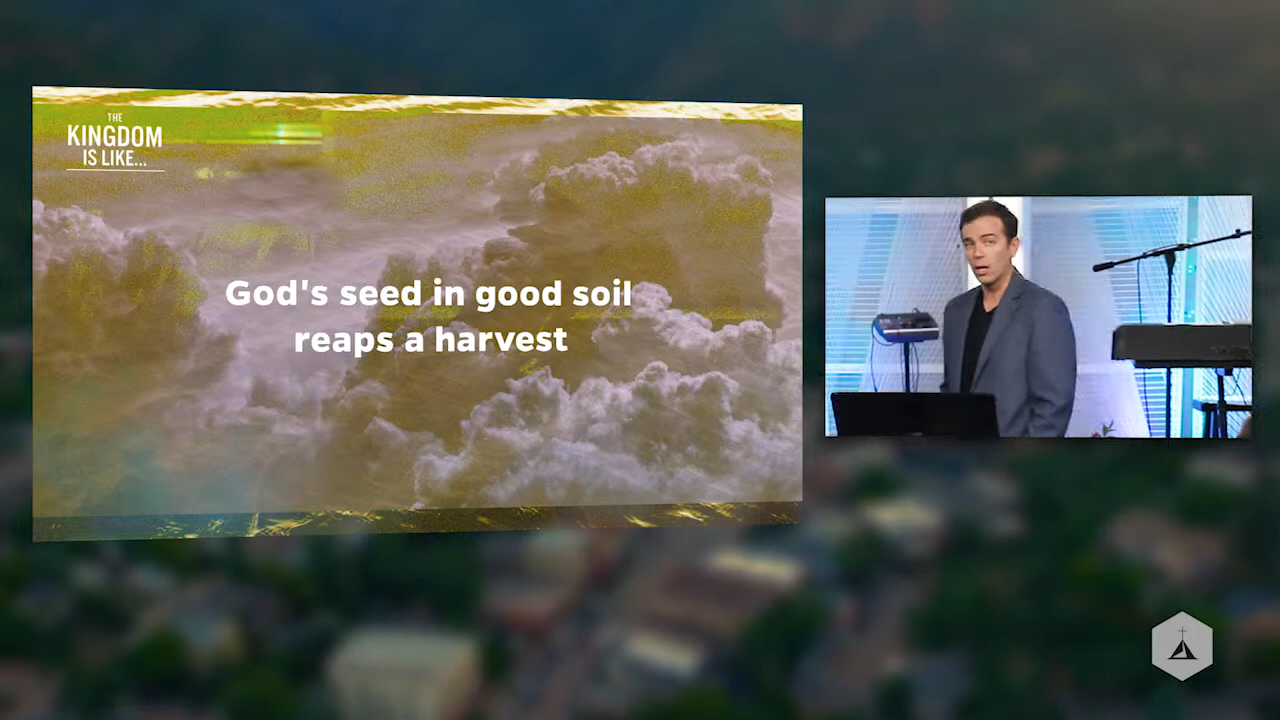 THE
KINGDOM
IS LIKE...
God's seed in good soil
reaps a harvest